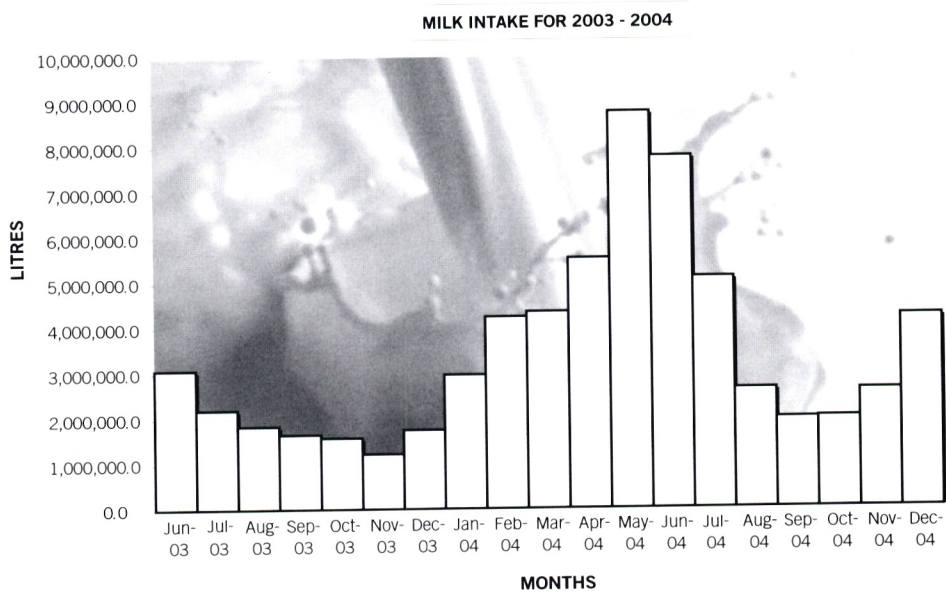 MILK INTAKE FOR 2003 - 2004
10,000,000.0
9,000,000.0
8,000,000.0
7,000,000.0
6,000,000.0
5,000,000.0
4,000,000.0
3,000,000.0
2,000,000.0
1,000,000.0
0.0
LITRES
Jun- Jul- Aug- Sep- Oct- Nov- Dec- Jan- Feb- Mar- Apr- May- Jun- Jul- Aug- Sep- Oct- Nov- Dec-
03 03 03 03 03 03 03 04 04 04 04 04 04 04 04 04 04 04 04
MONTHS